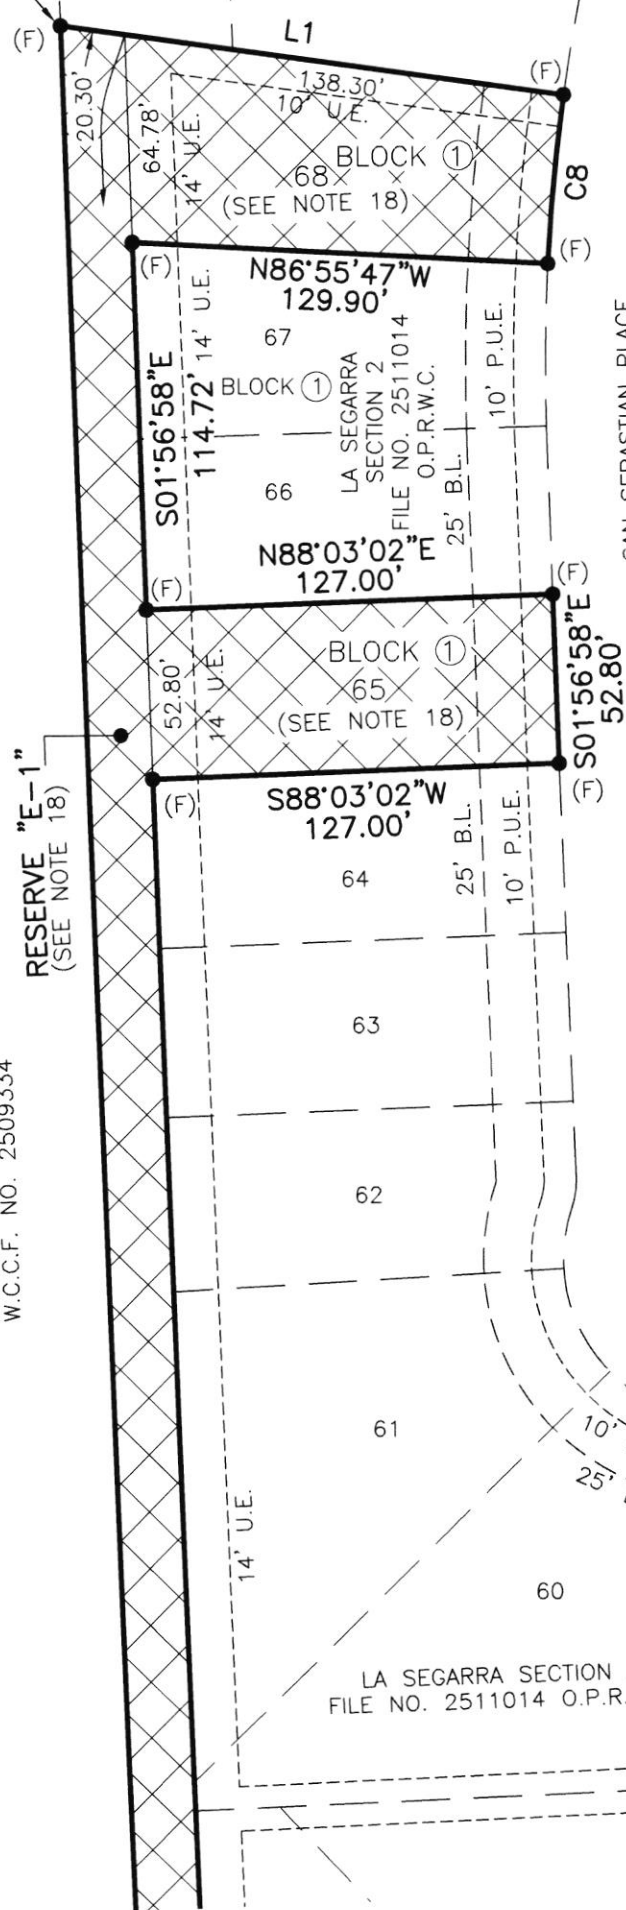 (F)
L1
(F)
20.30'
64.78'
14' U.E.
138.30'
10' U.E.
BLOCK 1
68
(SEE NOTE 18)
C8
(F)
(F)
N86°55'47"W
129.90'
14' U.E.
67
BLOCK 1
LA SEGARRA
SECTION 2
FILE NO. 2511014
O.P.R.W.C.
10' P.U.E.
S01°56'58"E
114.72'
66
25' B.L.
SAN SEBASTIAN PLACE
N88°03'02"E
127.00'
(F)
(F)
52.80'
14' U.E.
BLOCK 1
65
(SEE NOTE 18)
S01°56'58"E
52.80'
RESERVE "E-1"
(SEE NOTE 18)
(F)
S88°03'02"W
127.00'
(F)
25' B.L.
10' P.U.E.
64
63
W.C.C.F. NO. 2509334
62
61
10'
25'
14' U.E.
60
LA SEGARRA SECTION
FILE NO. 2511014 O.P.R.